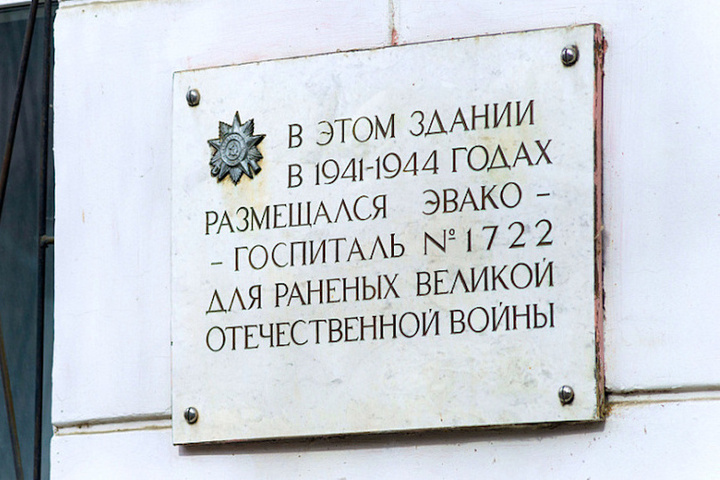 В ЭТОМ ЗДАНИИ
В 1941-1944 ГОДАХ
РАЗМЕЩАЛСЯ ЭВАКО –
– ГОСПИТАЛЬ №1722
ДЛЯ РАНЕНЫХ ВЕЛИКОЙ
ОТЕЧЕСТВЕННОЙ ВОЙНЫ